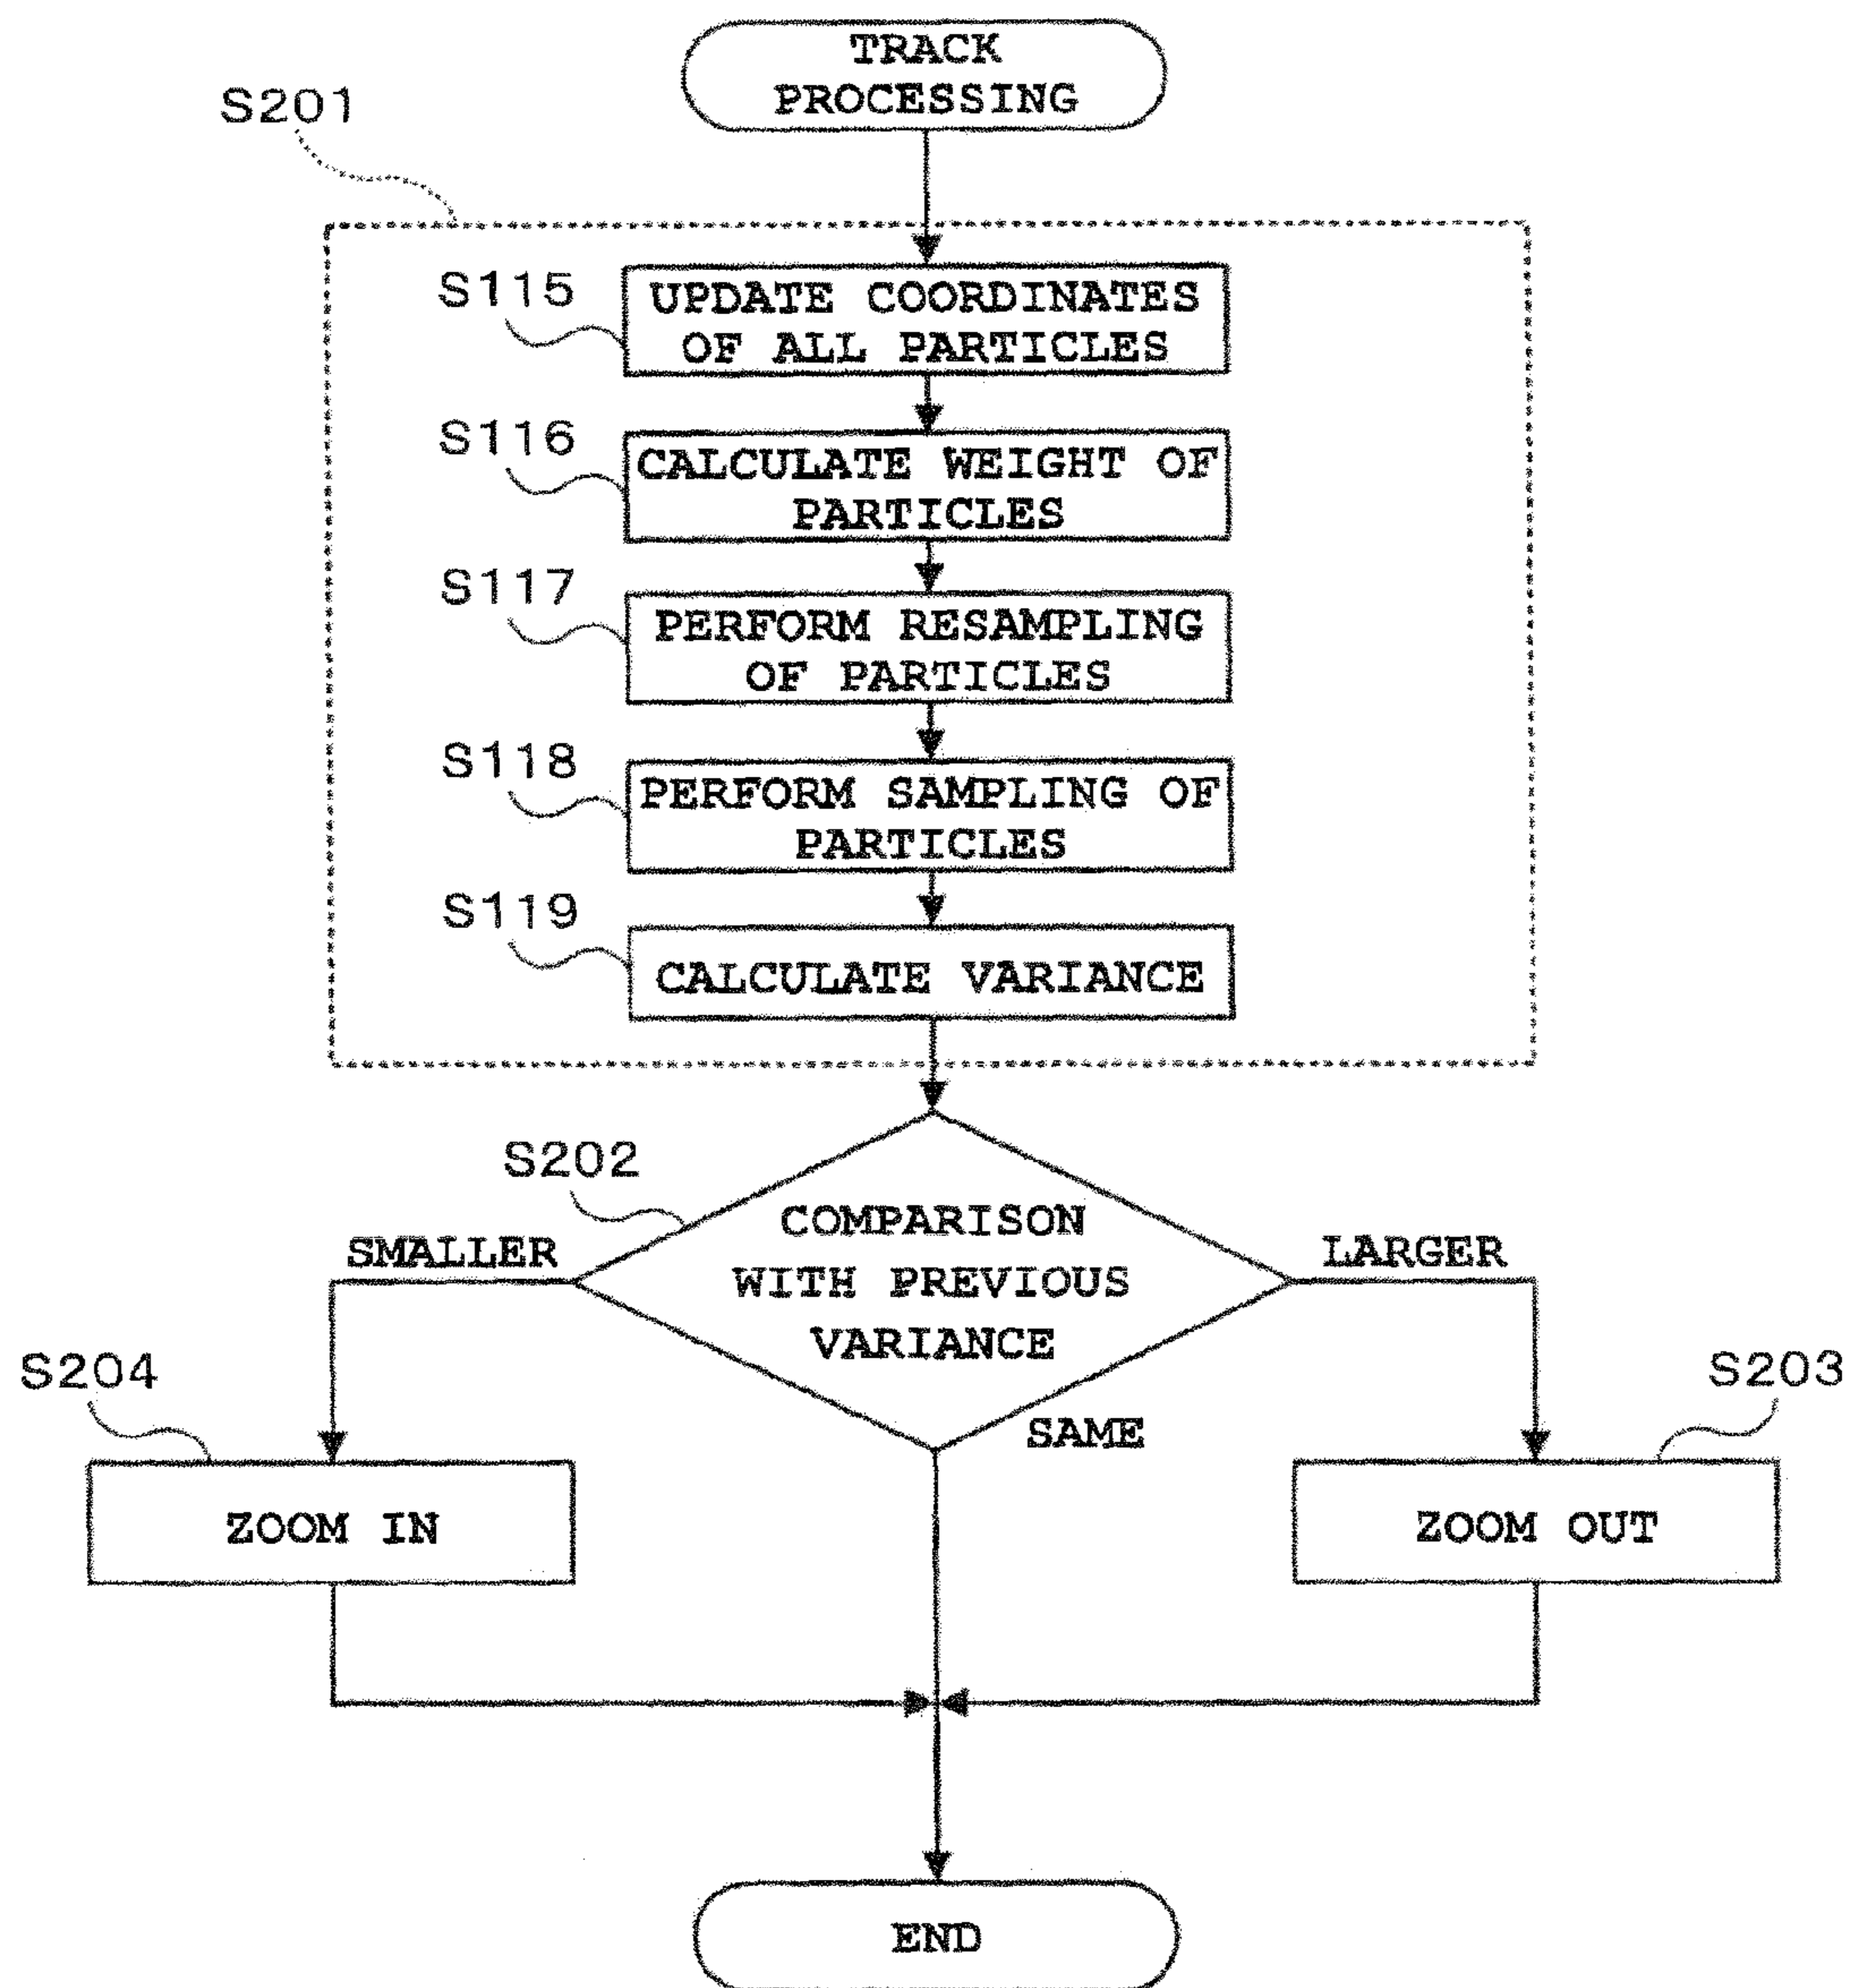 TRACK
PROCESSING
S201
S115
UPDATE COORDINATES
OF ALL PARTICLES
S116
CALCULATE WEIGHT OF
PARTICLES
S117
PERFORM RESAMPLING
OF PARTICLES
S118
PERFORM SAMPLING OF
PARTICLES
S119
CALCULATE VARIANCE
S202
COMPARISON
WITH PREVIOUS
VARIANCE
SMALLER
LARGER
SAME
S204
ZOOM IN
S203
ZOOM OUT
END